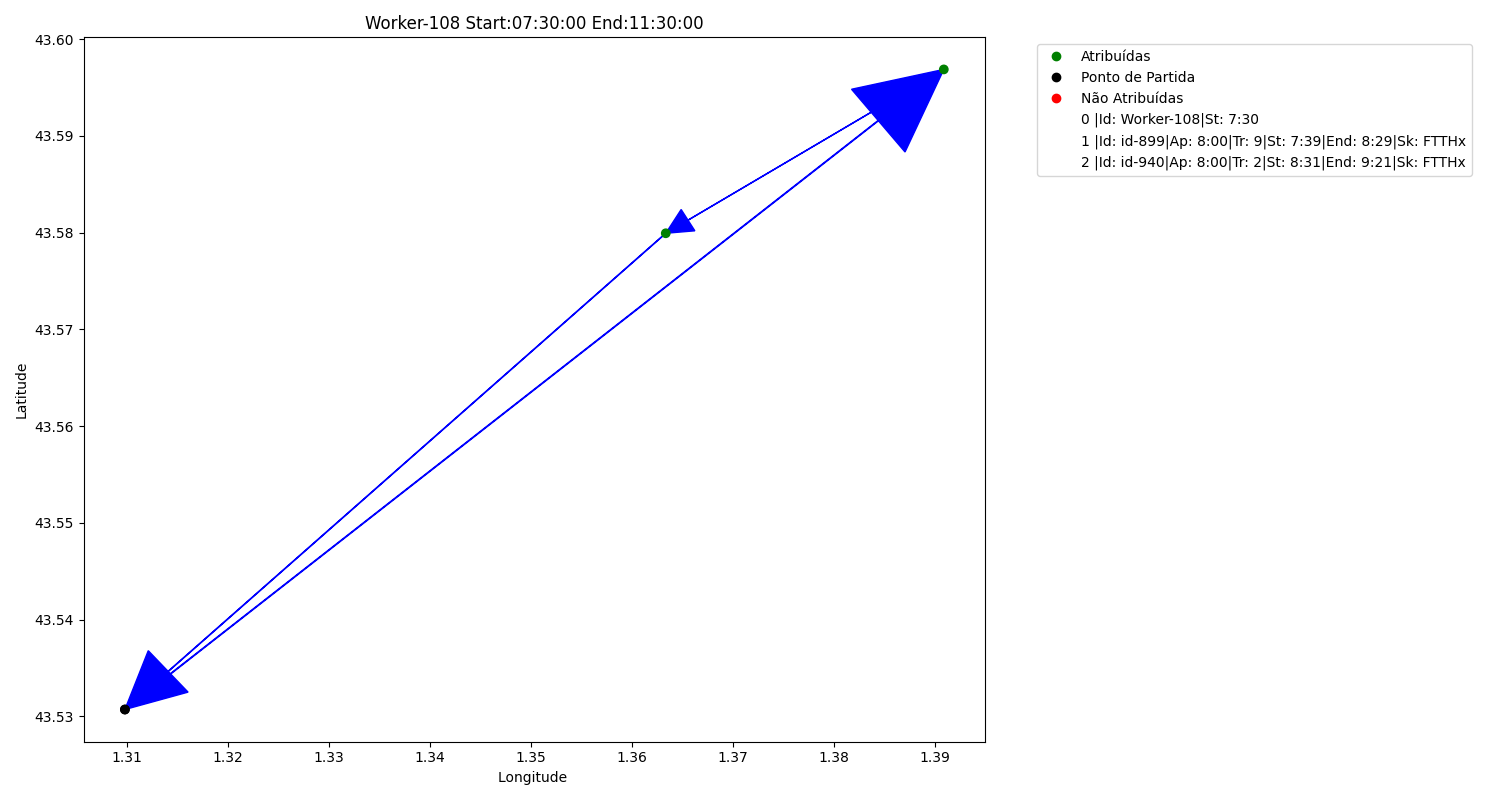 Worker-108 Start:07:30:00 End:11:30:00
43.60
43.59
43.58
43.57
43.56
43.55
43.54
43.53
Latitude
1.31 1.32 1.33 1.34 1.35 1.36 1.37 1.38 1.39
Longitude
Atribuídas
Ponto de Partida
Não Atribuídas
0 |Id: Worker-108|St: 7:30
1 |Id: id-899|Ap: 8:00|Tr: 9|St: 7:39|End: 8:29|Sk: FTTHx
2 |Id: id-940|Ap: 8:00|Tr: 2|St: 8:31|End: 9:21|Sk: FTTHx